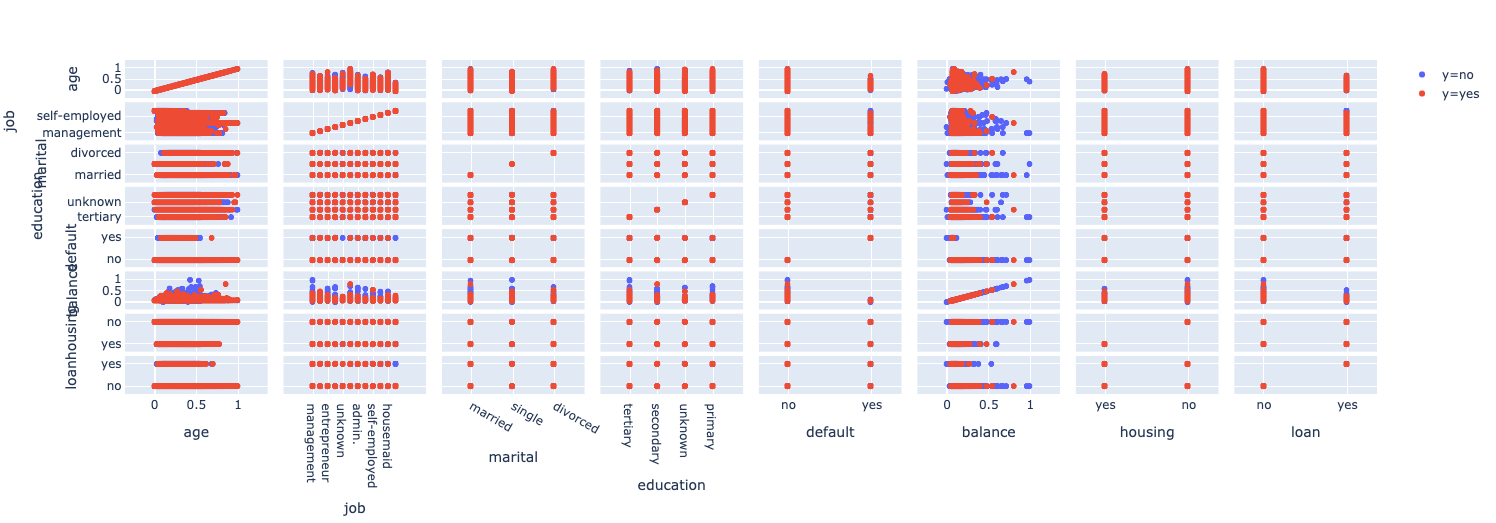 y=no
y=yes
age
1
0.5
0
job
self-employed
management
marital
divorced
married
education
unknown
tertiary
default
yes
no
balance
1
0.5
0
housing
no
yes
loan
yes
no
0
0.5
1
age
management
entrepreneur
unknown
admin.
self-employed
housemaid
job
married
single
divorced
marital
tertiary
secondary
unknown
primary
education
no
yes
default
0
0.5
1
balance
yes
no
housing
no
yes
loan